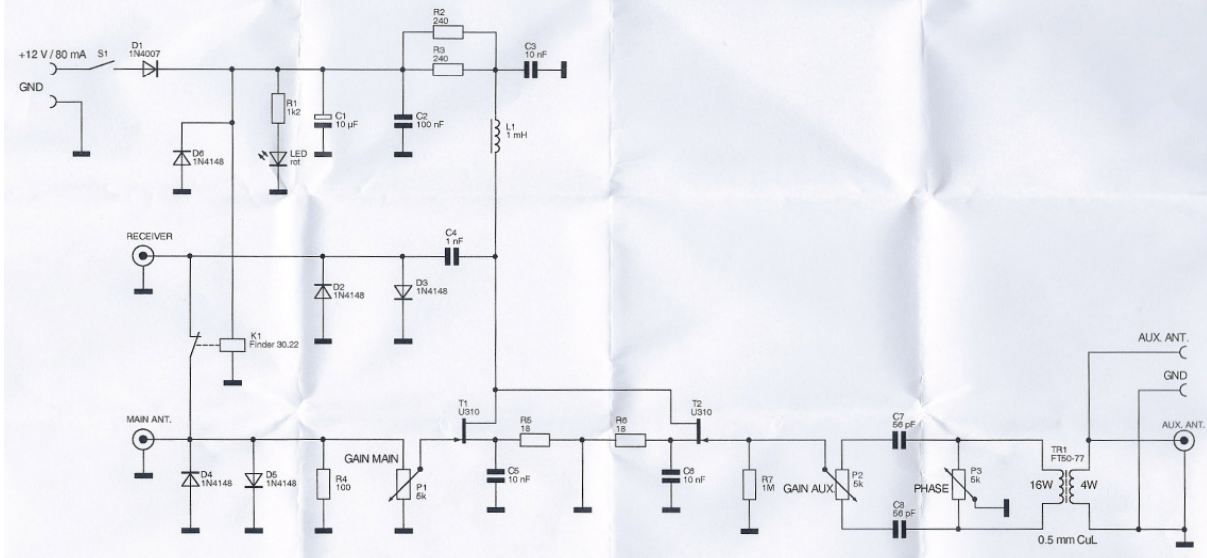 +12 V / 80 mA
S1
D1
1N4007
GND
R2
240
R3
240
C3
10 nF
R1
1k2
C1
10 µF
C2
100 nF
L1
1 mH
D6
1N4148
LED
rot
RECEIVER
C4
1 nF
D2
1N4148
D3
1N4148
K1
Finder 30.22
AUX. ANT.
GND
MAIN ANT.
T1
U310
R5
18
R6
18
T2
U310
C7
56 pF
AUX. ANT.
D4
1N4148
D5
1N4148
R4
100
GAIN MAIN
P1
5k
C5
10 nF
C6
10 nF
R7
1M
GAIN AUX
P2
5k
PHASE
P3
5k
TR1
FT50-77
16W
4W
C8
56 pF
0.5 mm CuL